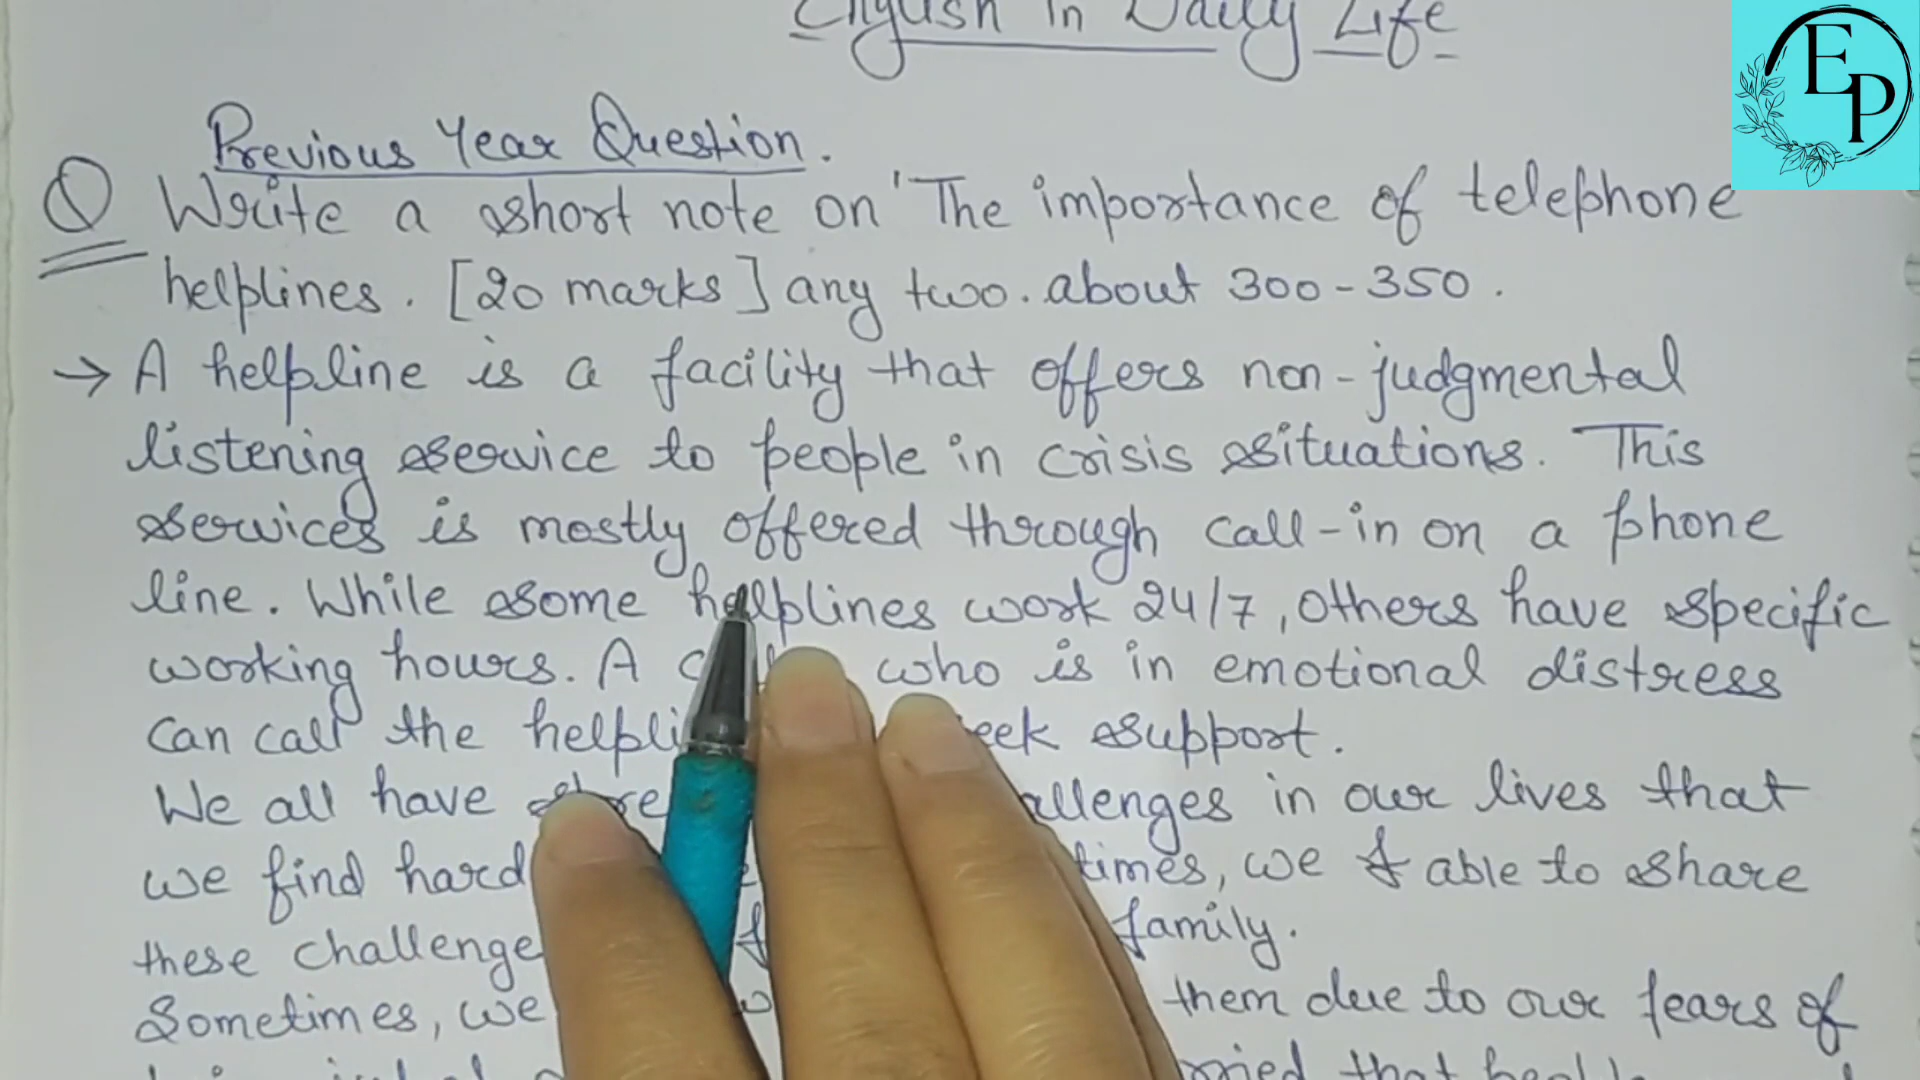 English in Daily Life
EP
Previous Year Question.
Q Write a short note on 'The importance of telephone
helplines. [20 marks] any two. about 300-350.
→ A helpline is a facility that offers non-judgmental
listening service to people in crisis situations. This
services is mostly offered through call-in on a phone
line. While some helplines work 24/7, others have specific
working hours. A who is in emotional distress
can call the seek support.
We all have in our lives that
we find hard times, we able to share
these family.
Sometimes, we them due to our fears of
that